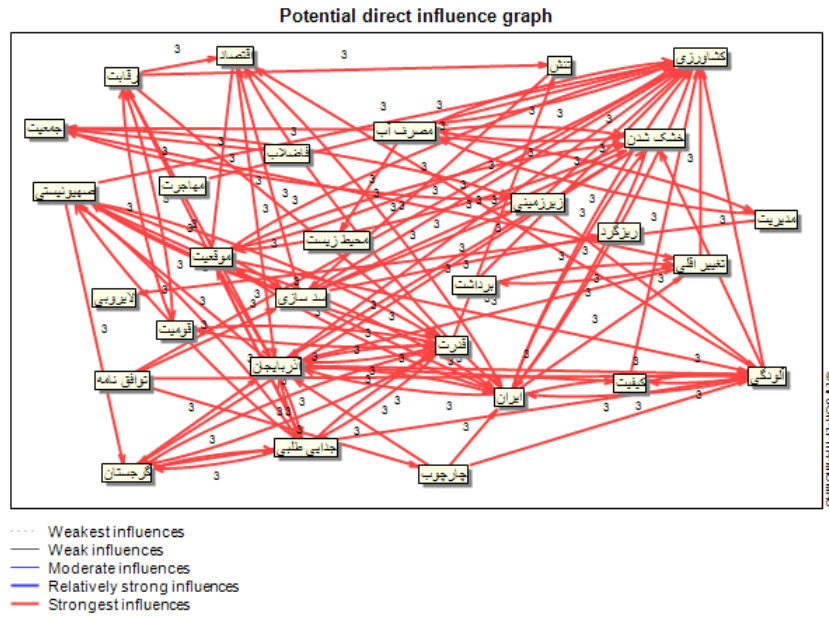 Potential direct influence graph
اقتصاد
رقابت
تنش
کشاورزی
جمعیت
مصرف آب
خشک شدن
فاضلاب
مهاجرت
صهیونیستی
زیرزمینی
مدیریت
ریزگرد
محیط زیست
موقعیت
تغییر اقلی
برداشت
لایروبی
سد سازی
قومیت
قدرت
آذربایجان
توافق نامه
ایران
کیفیت
آلودگی
جدایی طلبی
گرجستان
چارچوب
Weakest influences
Weak influences
Moderate influences
Relatively strong influences
Strongest influences